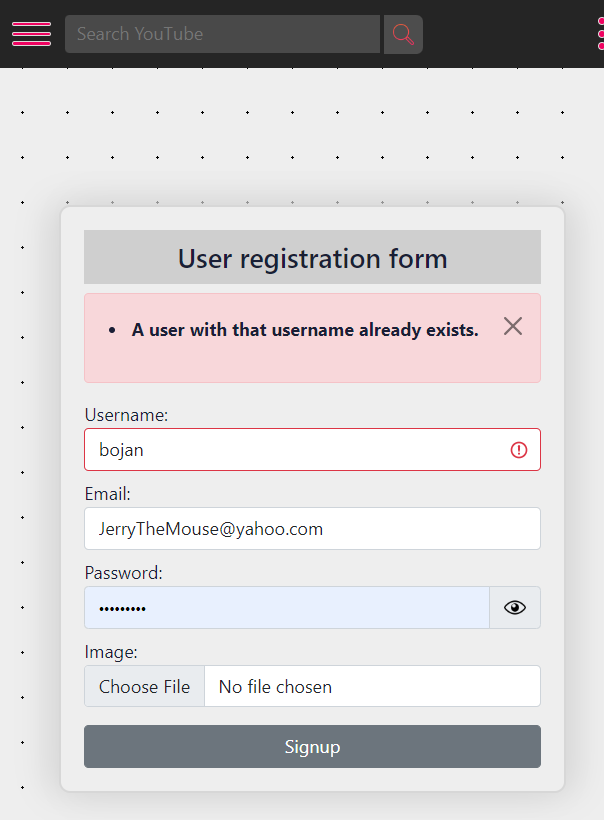 Search YouTube
User registration form
• A user with that username already exists.
Username:
bojan
Email:
JerryTheMouse@yahoo.com
Password:
•••••••••
Image:
Choose File No file chosen
Signup